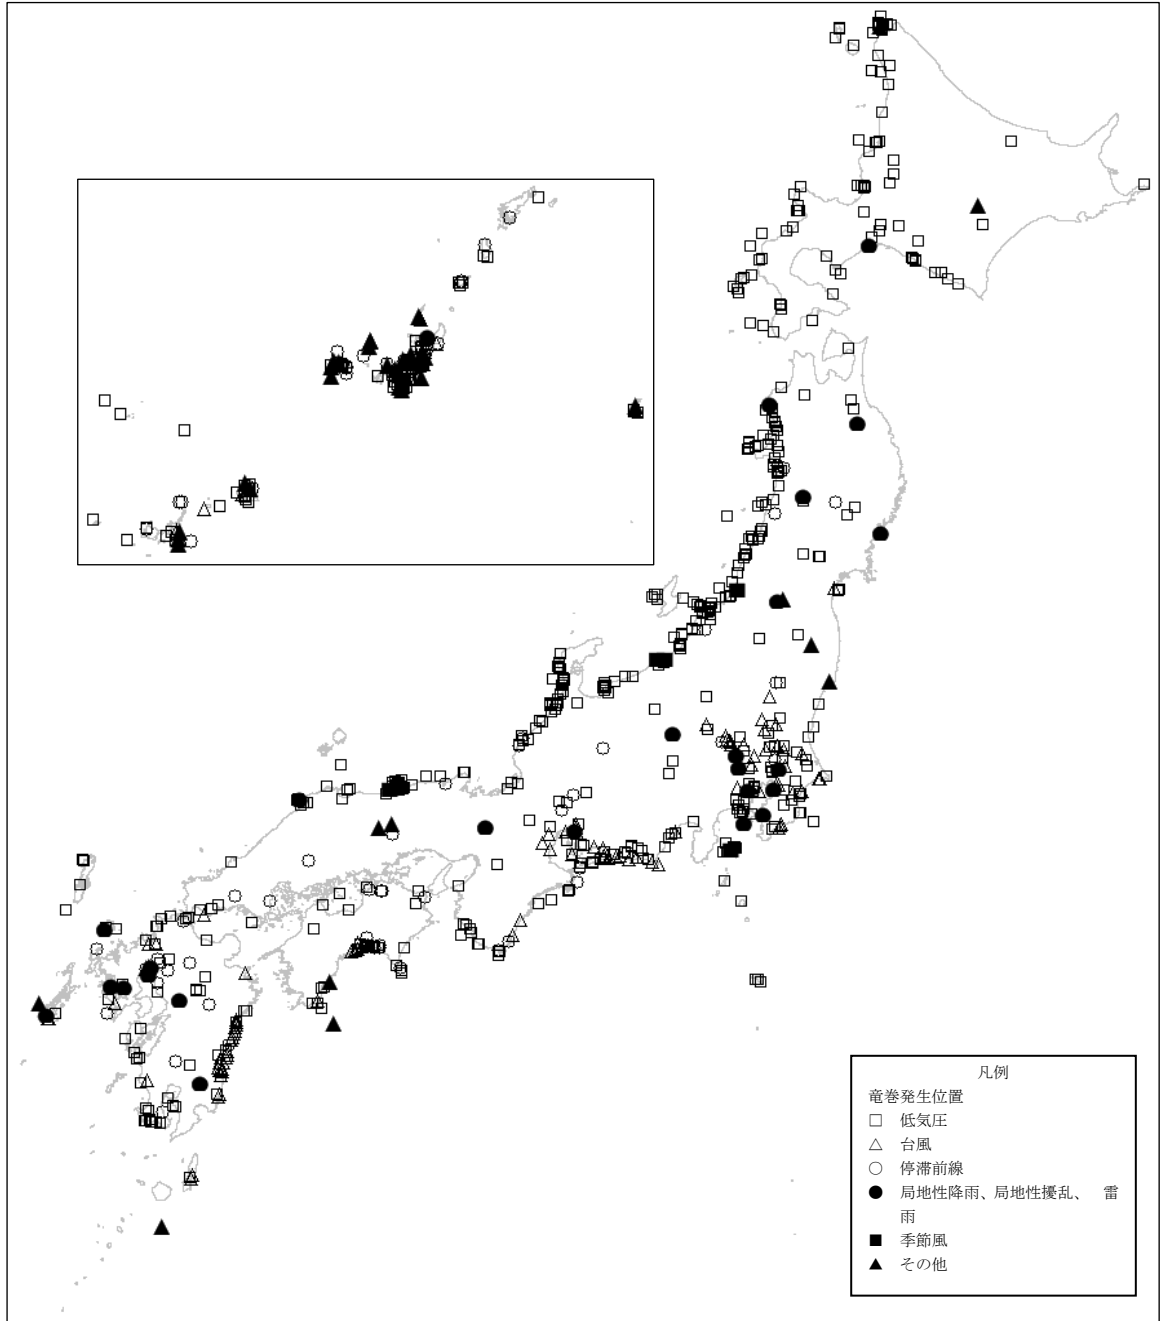 凡例
竜巻発生位置
□ 低気圧
△ 台風
○ 停滞前線
● 局地性降雨、局地性擾乱、 雷
雨
■ 季節風
▲ その他